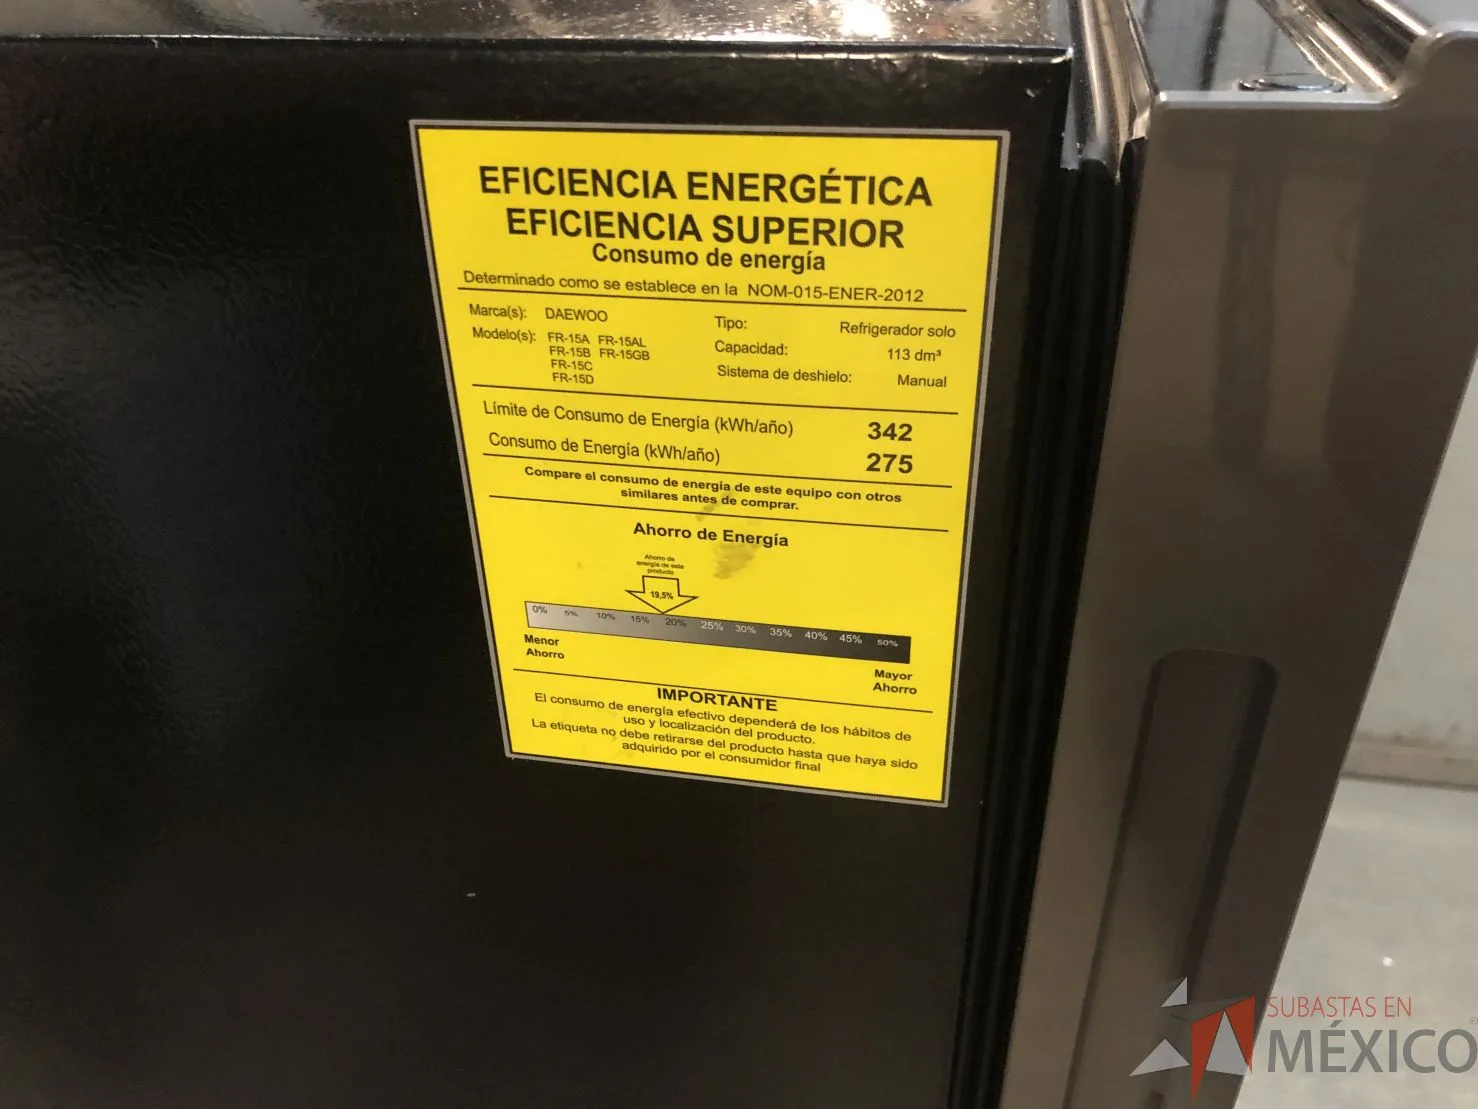 EFICIENCIA ENERGÉTICA
EFICIENCIA SUPERIOR
Consumo de energía
Determinado como se establece en la NOM-015-ENER-2012
Marca(s): DAEWOO
Modelo(s): FR-15A FR-15AL
FR-15B FR-15GB
FR-15C
FR-15D
Tipo: Refrigerador solo
Capacidad: 113 dm³
Sistema de deshielo: Manual
Límite de Consumo de Energía (kWh/año) 342
Consumo de Energía (kWh/año) 275
Compare el consumo de energía de este equipo con otros
similares antes de comprar.
Ahorro de Energía
Ahorro de
energía de este
producto
19,5%
0% 5% 10% 15% 20% 25% 30% 35% 40% 45% 50%
Menor
Ahorro
Mayor
Ahorro
IMPORTANTE
El consumo de energía efectivo dependerá de los hábitos de
uso y localización del producto.
La etiqueta no debe retirarse del producto hasta que haya sido
adquirido por el consumidor final
SUBASTAS EN
MÉXICO®